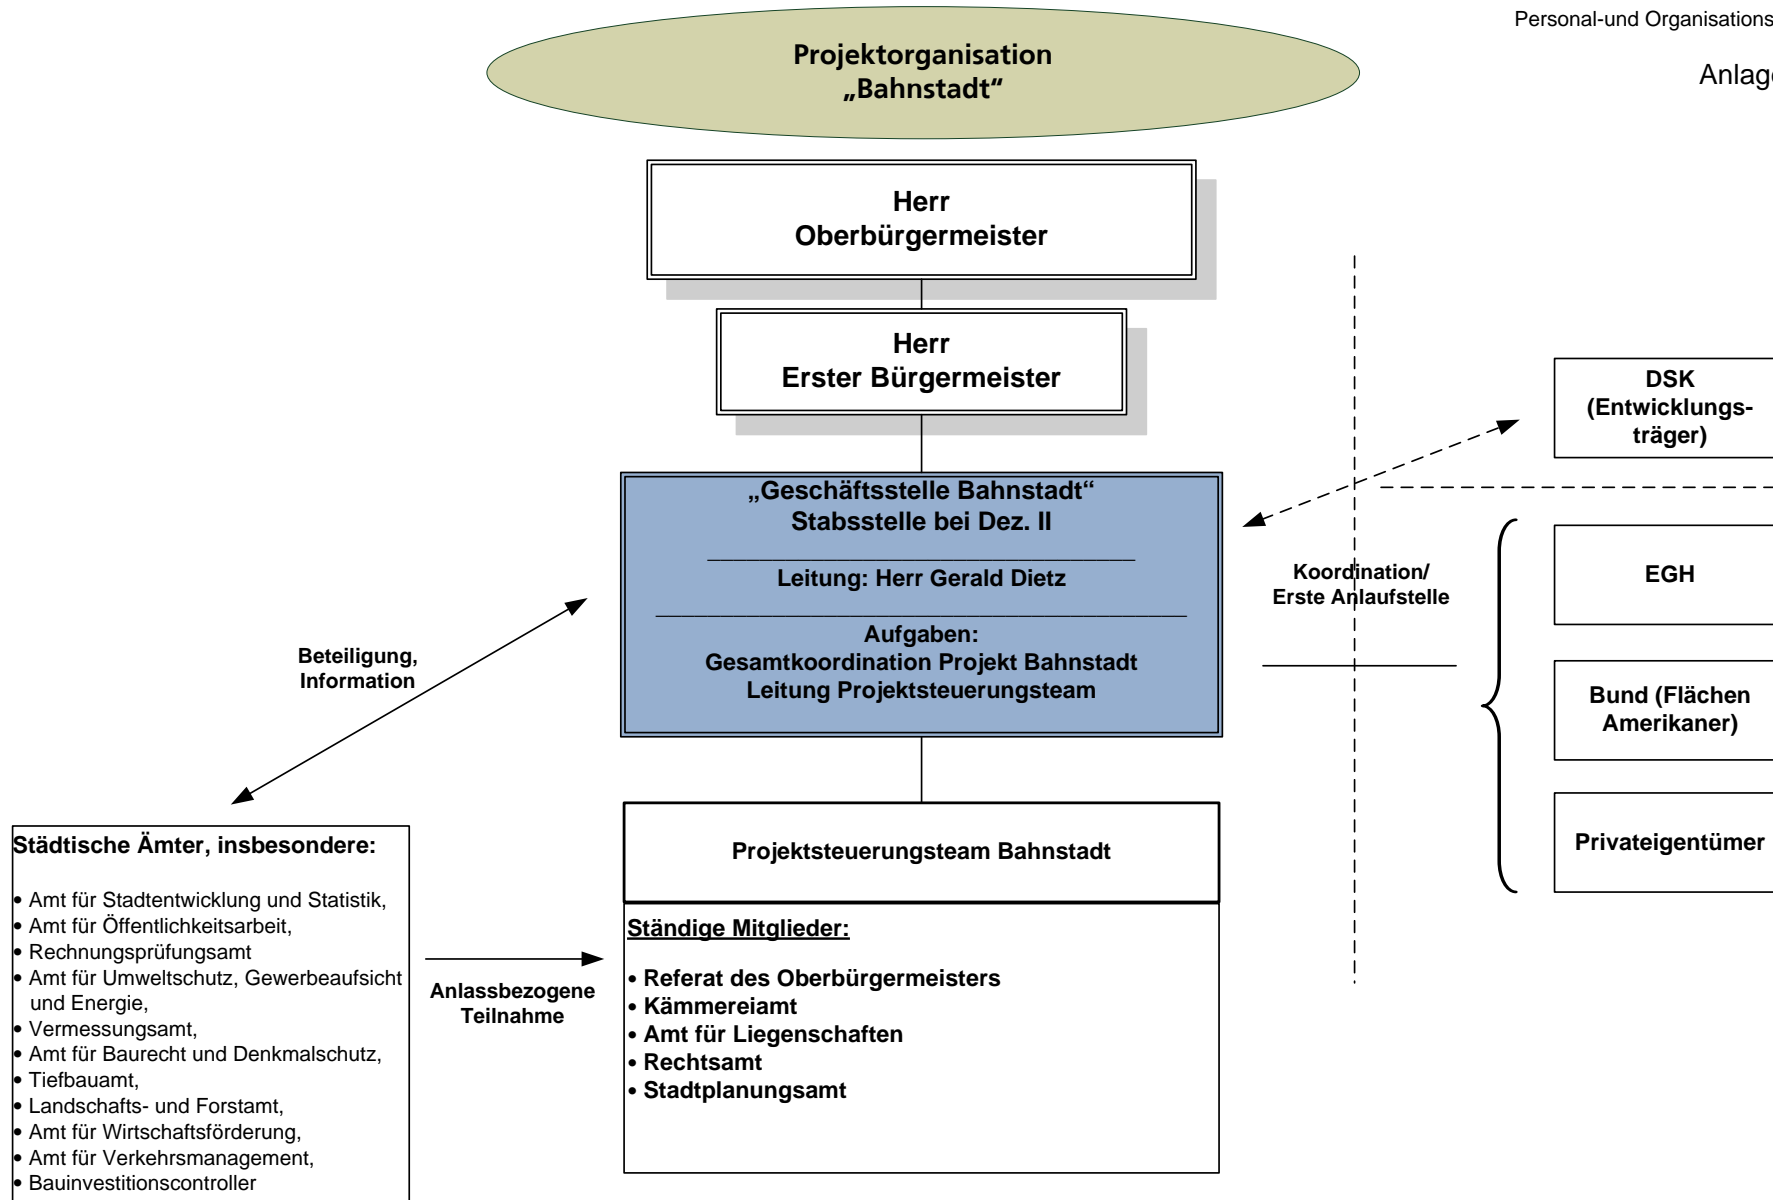 Personal-und Organisations
Anlage
Projektorganisation
„Bahnstadt“
Herr
Oberbürgermeister
Herr
Erster Bürgermeister
„Geschäftsstelle Bahnstadt“
Stabsstelle bei Dez. II
Leitung: Herr Gerald Dietz
Aufgaben:
Gesamtkoordination Projekt Bahnstadt
Leitung Projektsteuerungsteam
DSK
(Entwicklungs-
träger)
Koordination/
Erste Anlaufstelle
EGH
Bund (Flächen
Amerikaner)
Privateigentümer
Beteiligung,
Information
Städtische Ämter, insbesondere:
• Amt für Stadtentwicklung und Statistik,
• Amt für Öffentlichkeitsarbeit,
• Rechnungsprüfungsamt
• Amt für Umweltschutz, Gewerbeaufsicht
und Energie,
• Vermessungsamt,
• Amt für Baurecht und Denkmalschutz,
• Tiefbauamt,
• Landschafts- und Forstamt,
• Amt für Wirtschaftsförderung,
• Amt für Verkehrsmanagement,
• Bauinvestitionscontroller
Anlassbezogene
Teilnahme
Projektsteuerungsteam Bahnstadt
Ständige Mitglieder:
• Referat des Oberbürgermeisters
• Kämmereiamt
• Amt für Liegenschaften
• Rechtsamt
• Stadtplanungsamt